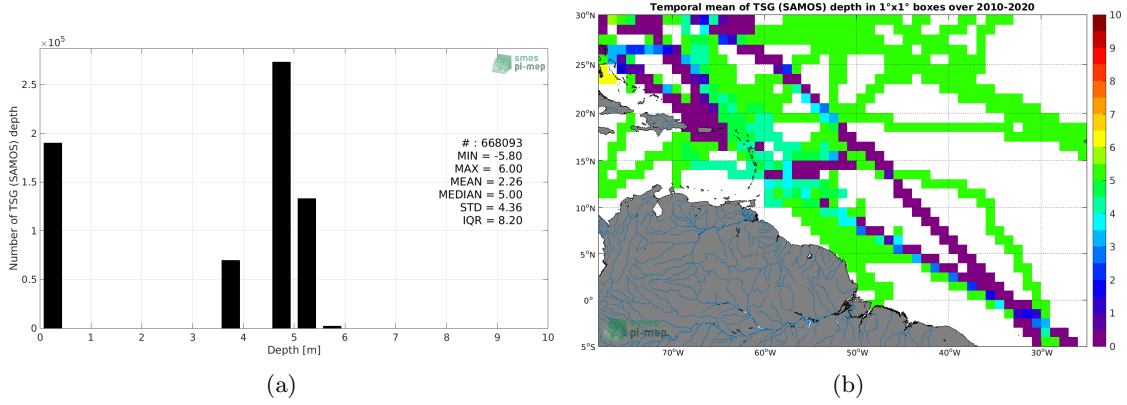 ×10⁵
2.5
2
1.5
1
0.5
0
0 1 2 3 4 5 6 7 8 9 10
Number of TSG (SAMOS) depth
Depth [m]
smos
pi-mep
# : 668093
MIN = -5.80
MAX = 6.00
MEAN = 2.26
MEDIAN = 5.00
STD = 4.36
IQR = 8.20
(a)
Temporal mean of TSG (SAMOS) depth in 1°x1° boxes over 2010-2020
30°N
25°N
20°N
15°N
10°N
5°N
0°
5°S
70°W 60°W 50°W 40°W 30°W
10
9
8
7
6
5
4
3
2
1
0
smos
pi-mep
(b)